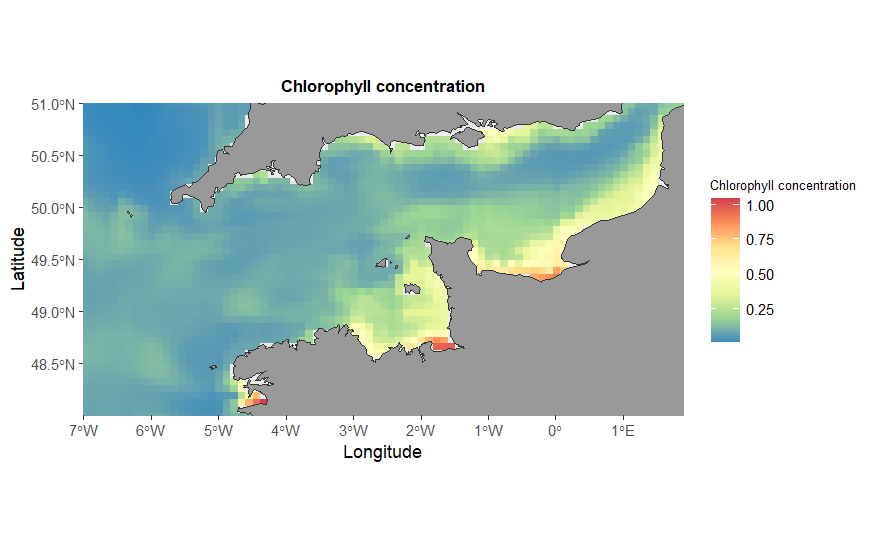 Chlorophyll concentration
51.0°N
50.5°N
50.0°N
49.5°N
49.0°N
48.5°N
Latitude
7°W 6°W 5°W 4°W 3°W 2°W 1°W 0° 1°E
Longitude
Chlorophyll concentration
1.00
0.75
0.50
0.25